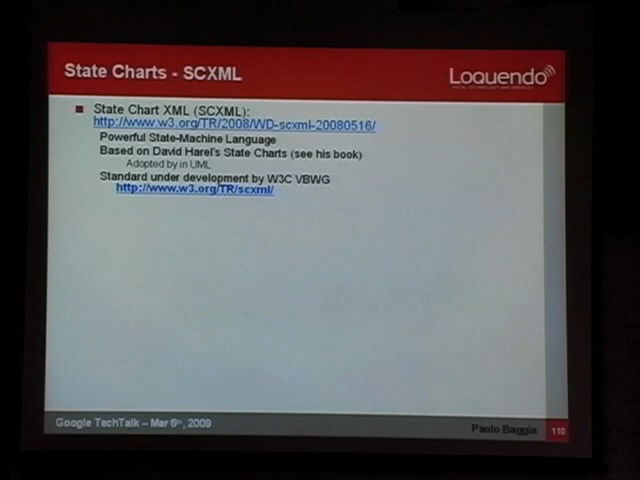 State Charts - SCXML
Loquendo
State Chart XML (SCXML):
http://www.w3.org/TR/2008/WD-scxml-20080516/
Powerful State-Machine Language
Based on David Harel's State Charts (see his book)
Adopted by in UML
Standard under development by W3C VBWG
http://www.w3.org/TR/scxml/
Google TechTalk – Mar 6th, 2009
Paolo Baggia
110